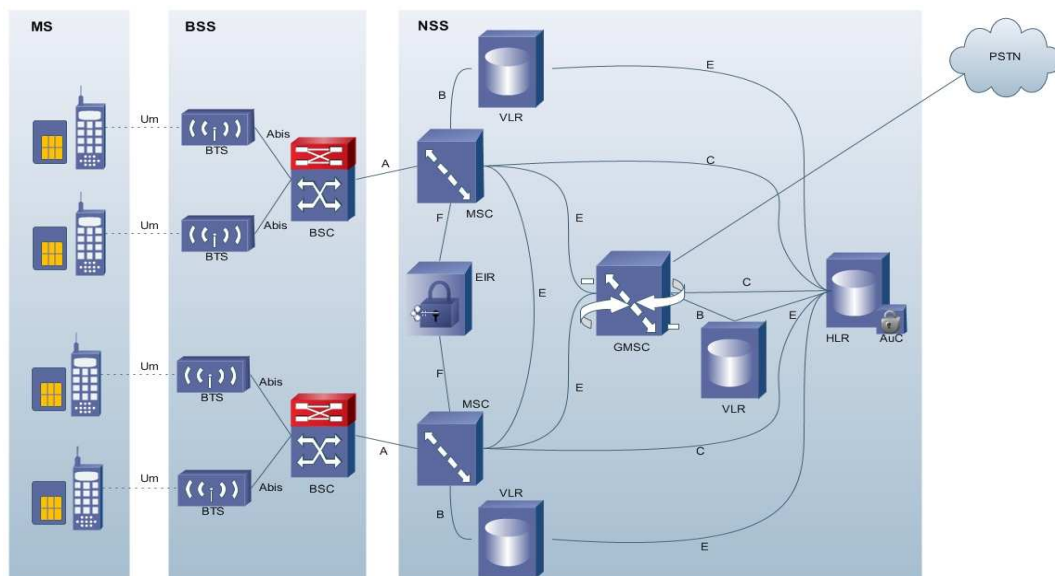 MS
BSS
NSS
PSTN
E
VLR
B
Um
Abis
BTS
A
C
MSC
F
E
Um
Abis
BTS
BSC
EIR
E
GMSC
C
B
E
HLR
AuC
VLR
Um
Abis
BTS
F
E
MSC
A
C
Um
Abis
BTS
BSC
VLR
B
E